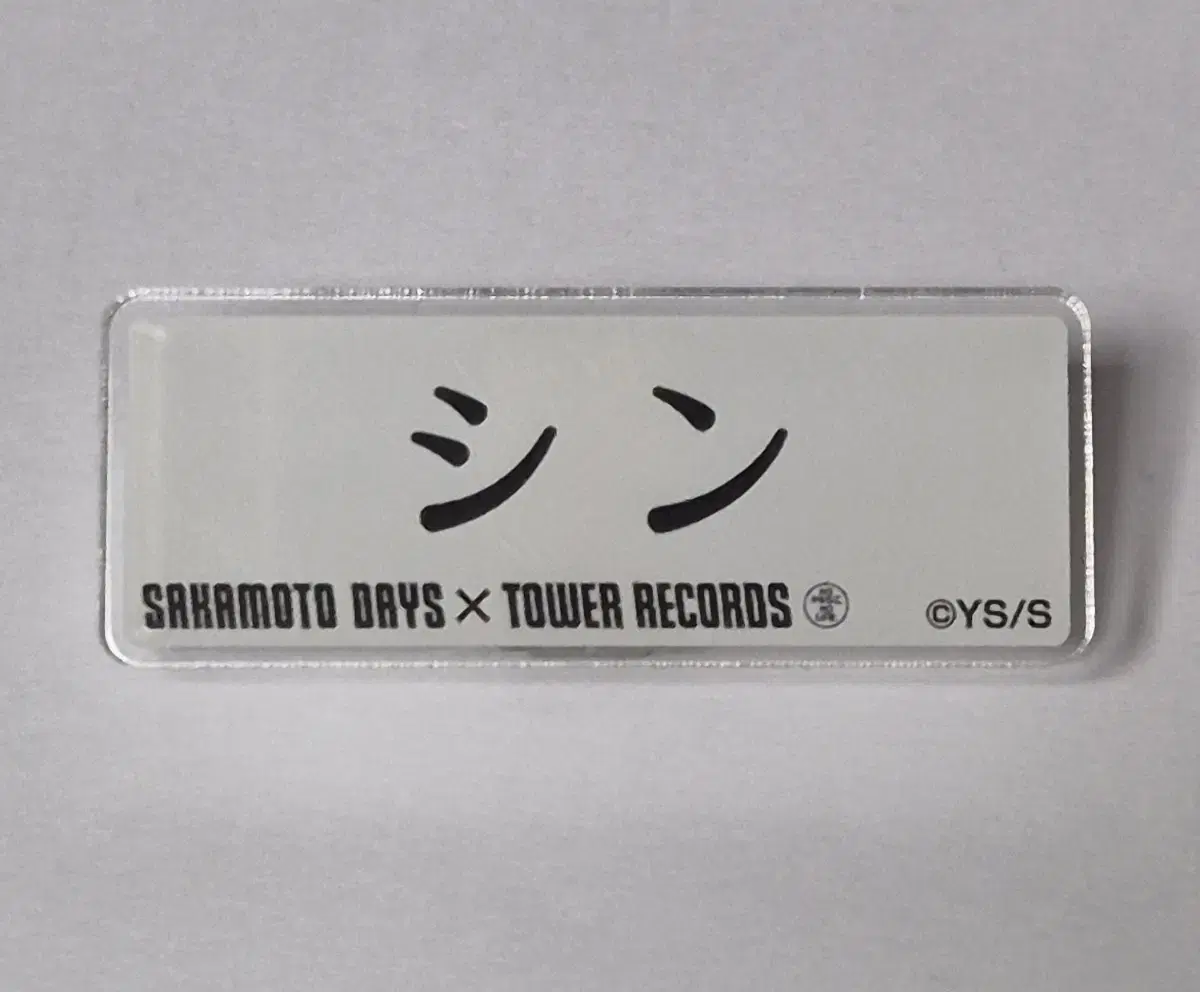 シン
SAKAMOTO DAYS × TOWER RECORDS
©YS/S